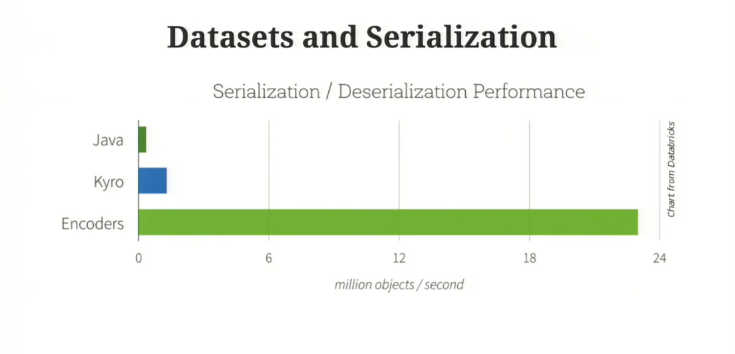 Datasets and Serialization
Serialization / Deserialization Performance
Java
Kyro
Encoders
0 6 12 18 24
million objects / second
Chart from Databricks